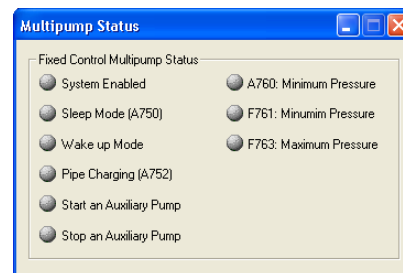 Multipump Status
Fixed Control Multipump Status
System Enabled
Sleep Mode (A750)
Wake up Mode
Pipe Charging (A752)
Start an Auxiliary Pump
Stop an Auxiliary Pump
A760: Minimum Pressure
F761: Minumim Pressure
F763: Maximum Pressure